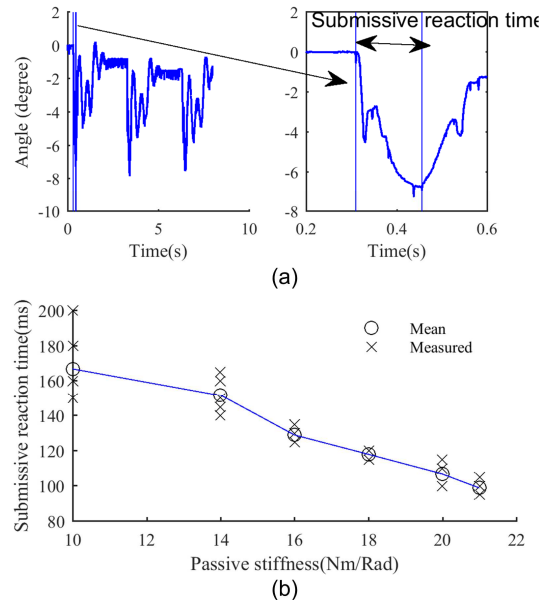 Submissive reaction time
2
0
-2
-4
-6
-8
-10
Angle (degree)
0 5 10
Time(s)
2
0
-2
-4
-6
-8
0.2 0.4 0.6
Time(s)
(a)
200
180
160
140
120
100
80
Submissive reaction time(ms)
Mean
Measured
10 12 14 16 18 20 22
Passive stiffness(Nm/Rad)
(b)